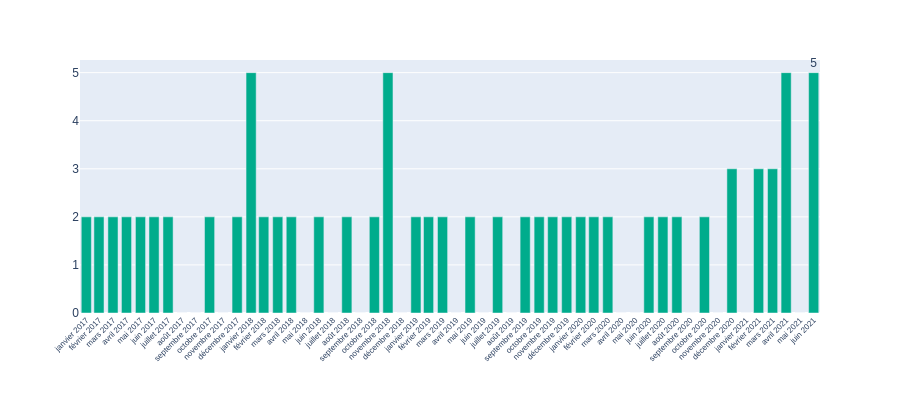 5
5
4
3
2
1
0
janvier 2017
février 2017
mars 2017
avril 2017
mai 2017
juin 2017
juillet 2017
août 2017
septembre 2017
octobre 2017
novembre 2017
décembre 2017
janvier 2018
février 2018
mars 2018
avril 2018
mai 2018
juin 2018
juillet 2018
août 2018
septembre 2018
octobre 2018
novembre 2018
décembre 2018
janvier 2019
février 2019
mars 2019
avril 2019
mai 2019
juin 2019
juillet 2019
août 2019
septembre 2019
octobre 2019
novembre 2019
décembre 2019
janvier 2020
février 2020
mars 2020
avril 2020
mai 2020
juin 2020
juillet 2020
août 2020
septembre 2020
octobre 2020
novembre 2020
décembre 2020
janvier 2021
février 2021
mars 2021
avril 2021
mai 2021
juin 2021